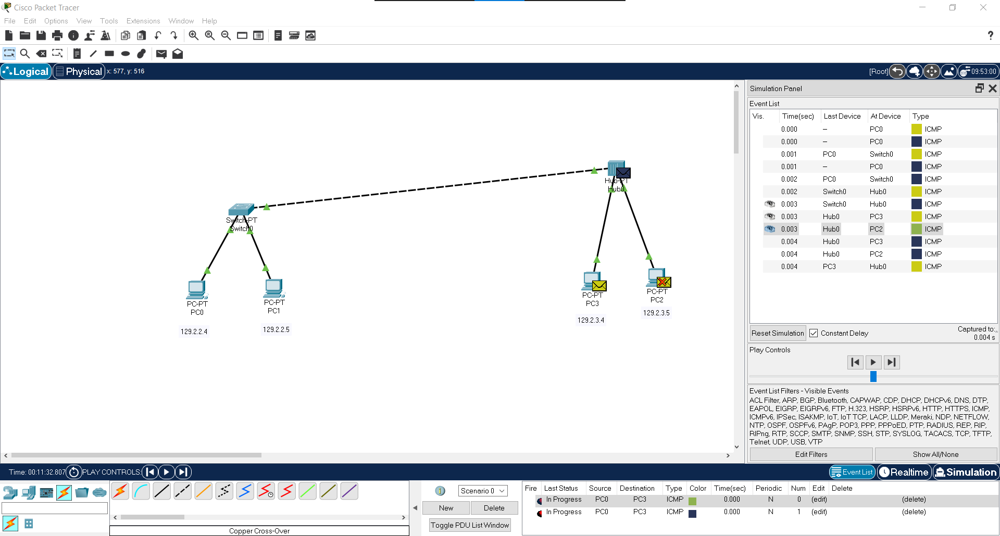 Cisco Packet Tracer
File Edit Options View Tools Extensions Window Help
?
Logical Physical x: 577, y: 516 [Root] 09:53:00
Simulation Panel
Event List
Vis. Time(sec) Last Device At Device Type
0.000 -- PC0 ICMP
0.000 -- PC0 ICMP
0.001 PC0 Switch0 ICMP
0.001 -- PC0 ICMP
0.002 PC0 Switch0 ICMP
0.002 Switch0 Hub0 ICMP
0.003 Switch0 Hub0 ICMP
0.003 Hub0 PC3 ICMP
0.003 Hub0 PC2 ICMP
0.004 Hub0 PC3 ICMP
0.004 Hub0 PC2 ICMP
0.004 PC3 Hub0 ICMP
Hub-PT
Hub0
Switch-PT
Switch0
PC-PT
PC0
129.2.2.4
PC-PT
PC1
129.2.2.5
PC-PT
PC3
129.2.3.4
PC-PT
PC2
129.2.3.5
Reset Simulation Constant Delay Captured to:
0.004 s
Play Controls
Event List Filters - Visible Events
ACL Filter, ARP, BGP, Bluetooth, CAPWAP, CDP, DHCP, DHCPv6, DNS, DTP,
EAPOL, EIGRP, EIGRPv6, FTP, H.323, HSRP, HSRPv6, HTTP, HTTPS, ICMP,
ICMPv6, IPSec, ISAKMP, IoT, IoT TCP, LACP, LLDP, Meraki, NDP, NETFLOW,
NTP, OSPF, OSPFv6, PAgP, POP3, PPP, PPPoED, PTP, RADIUS, REP, RIP,
RIPng, RTP, SCCP, SMTP, SNMP, SSH, STP, SYSLOG, TACACS, TCP, TFTP,
Telnet, UDP, USB, VTP
Edit Filters Show All/None
Time: 00:11:32.807 PLAY CONTROLS: Event List Realtime Simulation
1 Scenario 0
New Delete
Toggle PDU List Window
Copper Cross-Over
Fire Last Status Source Destination Type Color Time(sec) Periodic Num Edit Delete
In Progress PC0 PC3 ICMP 0.000 N 0 (edit) (delete)
In Progress PC0 PC3 ICMP 0.000 N 1 (edit) (delete)